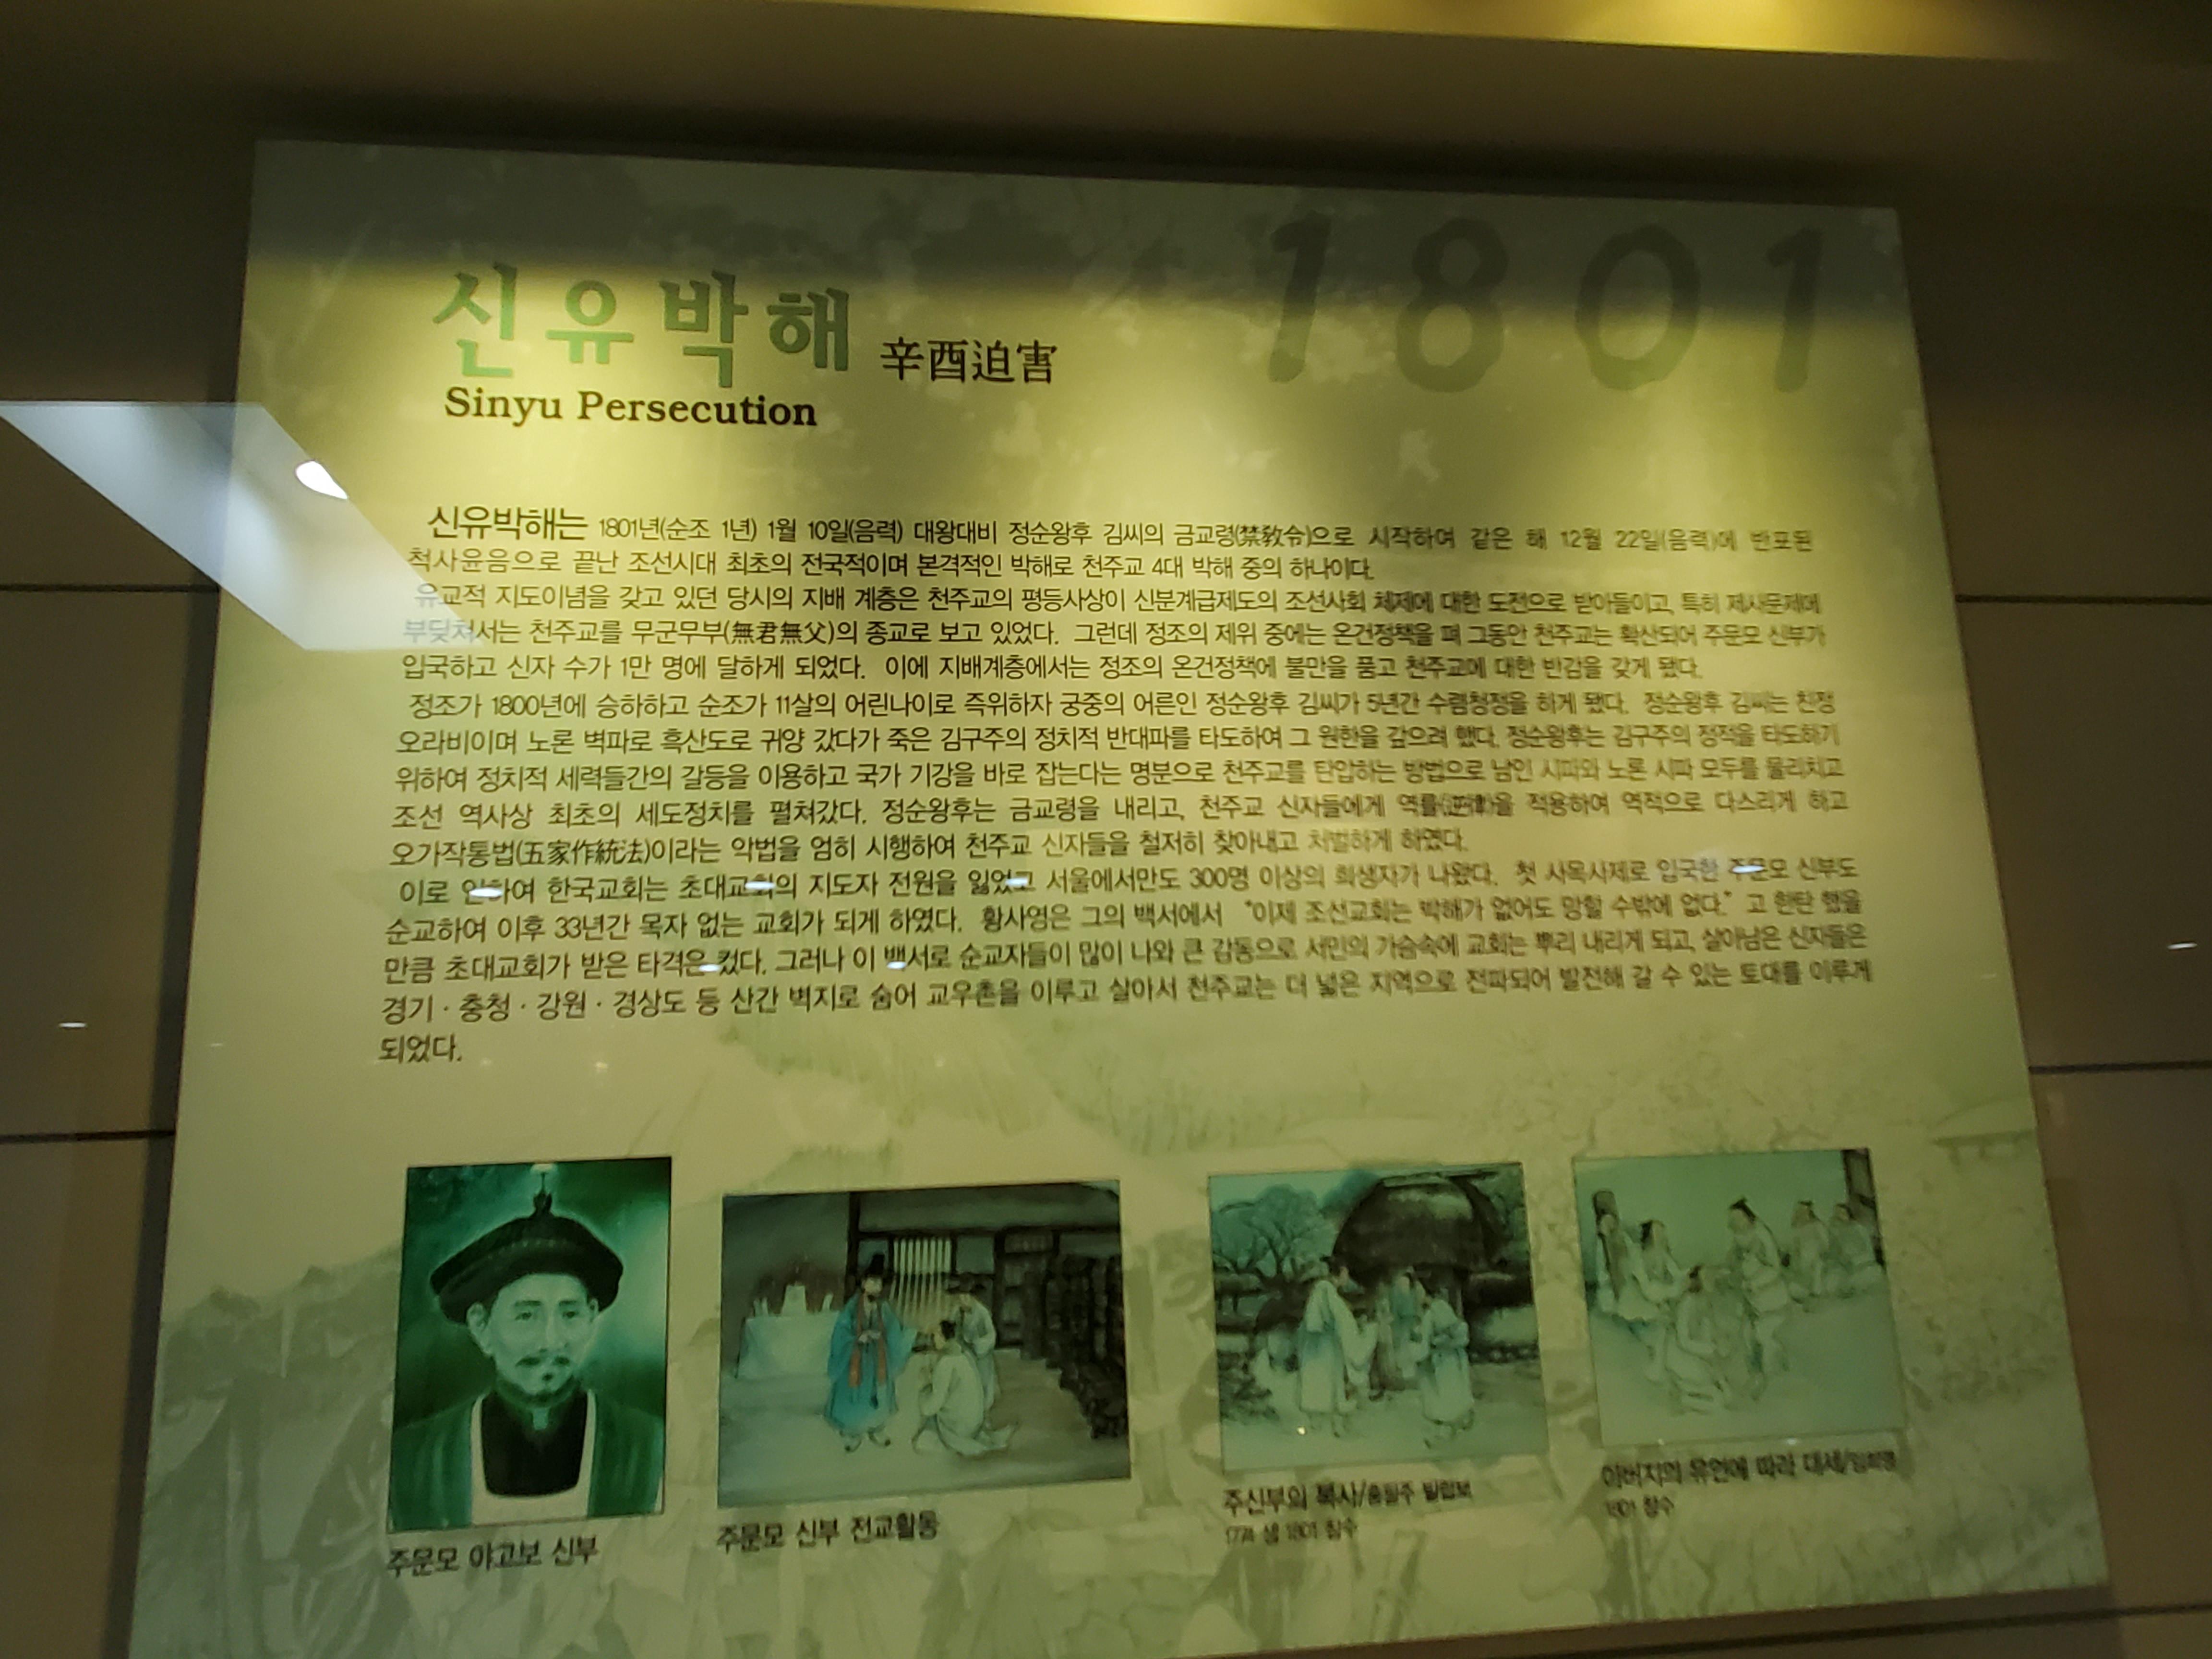 1801
신유박해 辛酉迫害
Sinyu Persecution
신유박해는 1801년(순조 1년) 1월 10일(음력) 대왕대비 정순왕후 김씨의 금교령(禁敎令)으로 시작하여 같은 해 12월 22일(음력)에 반포된
척사윤음으로 끝난 조선시대 최초의 전국적이며 본격적인 박해로 천주교 4대 박해 중의 하나이다.
유교적 지도이념을 갖고 있던 당시의 지배 계층은 천주교의 평등사상이 신분계급제도의 조선사회 체제에 대한 도전으로 받아들이고, 특히 제사문제에
부딪처서는 천주교를 무군무부(無君無父)의 종교로 보고 있었다. 그런데 정조의 제위 중에는 온건정책을 펴 그동안 천주교는 확산되어 주문모 신부가
입국하고 신자 수가 1만 명에 달하게 되었다. 이에 지배계층에서는 정조의 온건정책에 불만을 품고 천주교에 대한 반감을 갖게 됐다.
정조가 1800년에 승하하고 순조가 11살의 어린나이로 즉위하자 궁중의 어른인 정순왕후 김씨가 5년간 수렴청정을 하게 됐다. 정순왕후 김씨는 친정
오라비이며 노론 벽파로 흑산도로 귀양 갔다가 죽은 김구주의 정치적 반대파를 타도하여 그 원한을 갚으려 했다. 정순왕후는 김구주의 정적을 타도하기
위하여 정치적 세력들간의 갈등을 이용하고 국가 기강을 바로 잡는다는 명분으로 천주교를 탄압하는 방법으로 남인 시파와 노론 시파 모두를 물리치고
조선 역사상 최초의 세도정치를 펼쳐갔다. 정순왕후는 금교령을 내리고, 천주교 신자들에게 역률(逆律)을 적용하여 역적으로 다스리게 하고
오가작통법(五家作統法)이라는 악법을 엄히 시행하여 천주교 신자들을 철저히 찾아내고 처벌하게 하였다.
이로 인하여 한국교회는 초대교회의 지도자 전원을 잃었고 서울에서만도 300명 이상의 희생자가 나왔다. 첫 사목사제로 입국한 주문모 신부도
순교하여 이후 33년간 목자 없는 교회가 되게 하였다. 황사영은 그의 백서에서 "이제 조선교회는 박해가 없어도 망할 수밖에 없다." 고 한탄 했을
만큼 초대교회가 받은 타격은 컸다. 그러나 이 백서로 순교자들이 많이 나와 큰 감동으로 서민의 가슴속에 교회는 뿌리 내리게 되고, 살아남은 신자들은
경기 · 충청 · 강원 · 경상도 등 산간 벽지로 숨어 교우촌을 이루고 살아서 천주교는 더 넓은 지역으로 전파되어 발전해 갈 수 있는 토대를 이루게
되었다.
주문모 야고보 신부
주문모 신부 전교활동
주신부의 복사/홍필주 필립보
1774 생 1801 참수
아버지의 유언에 따라 대세/
1801 참수